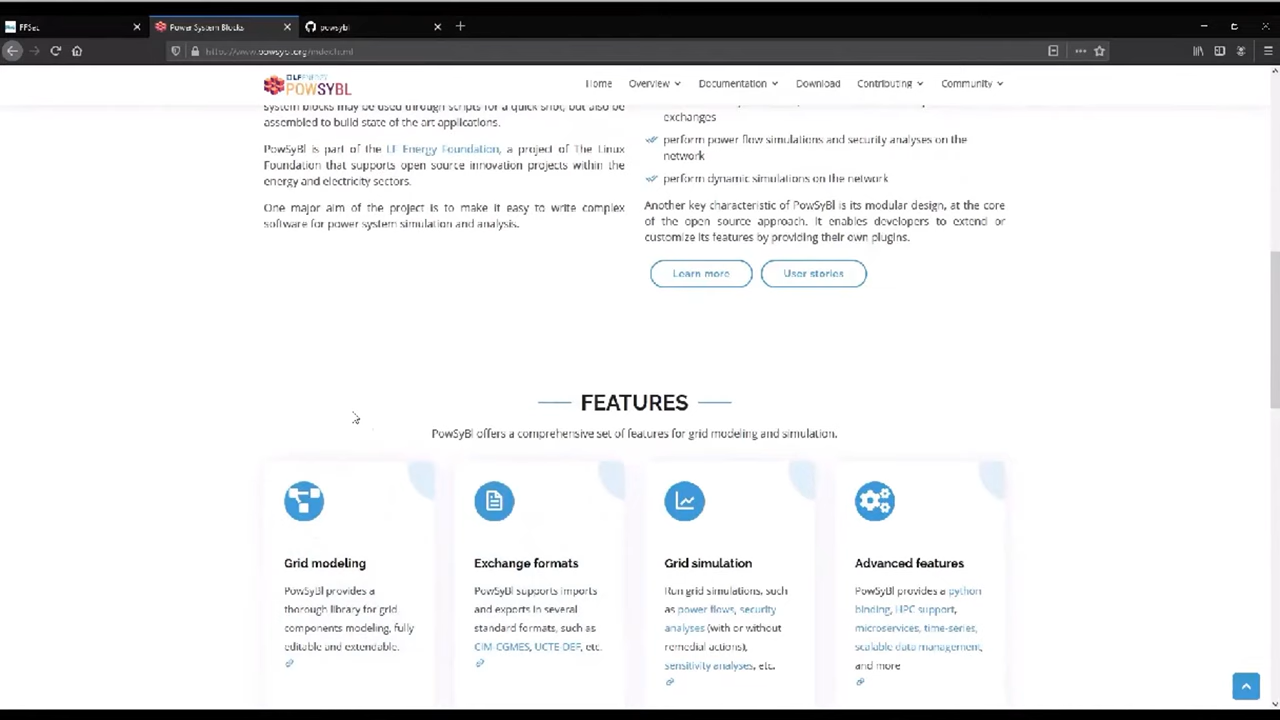 Power System Blocks
powsybl
LF ENERGY
POWSYBL
Home
Overview
Documentation
Download
Contributing
Community
system blocks may be used through scripts for a quick shot, but also be
assembled to build state of the art applications.
PowSyBl is part of the LF Energy Foundation, a project of The Linux
Foundation that supports open source innovation projects within the
energy and electricity sectors.
One major aim of the project is to make it easy to write complex
software for power system simulation and analysis.
exchanges
perform power flow simulations and security analyses on the
network
perform dynamic simulations on the network
Another key characteristic of PowSyBl is its modular design, at the core
of the open source approach. It enables developers to extend or
customize its features by providing their own plugins.
Learn more
User stories
FEATURES
PowSyBl offers a comprehensive set of features for grid modeling and simulation.
Grid modeling
PowSyBl provides a
thorough library for grid
components modeling, fully
editable and extendable.
Exchange formats
PowSyBl supports imports
and exports in several
standard formats, such as
CIM-CGMES, UCTE-DEF, etc.
Grid simulation
Run grid simulations, such
as power flows, security
analyses (with or without
remedial actions),
sensitivity analyses, etc.
Advanced features
PowSyBl provides a python
binding, HPC support,
microservices, time-series,
scalable data management,
and more